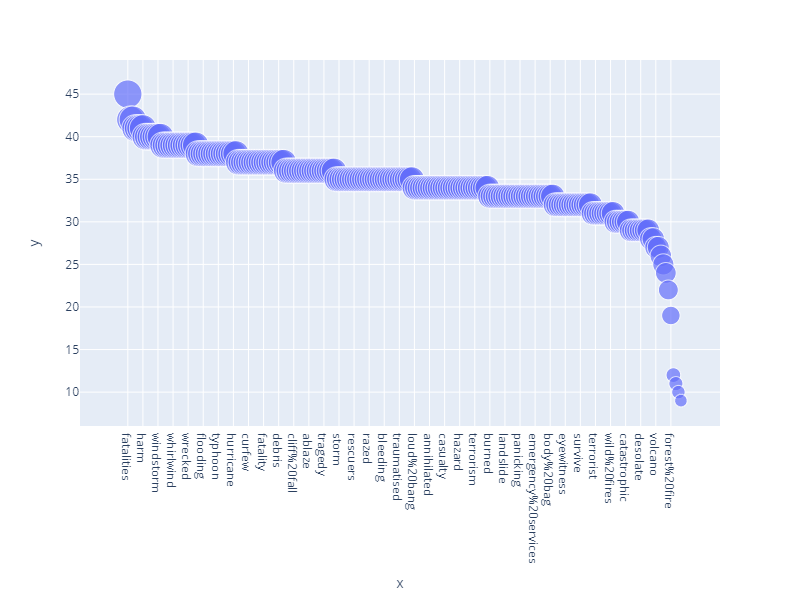 45
40
35
30
25
20
15
10
y
fatalities
harm
windstorm
whirlwind
wrecked
flooding
typhoon
hurricane
curfew
fatality
debris
cliff%20fall
ablaze
tragedy
storm
rescuers
razed
bleeding
traumatised
loud%20bang
annihilated
casualty
hazard
terrorism
burned
landslide
panicking
emergency%20services
body%20bag
eyewitness
survive
terrorist
wild%20fires
catastrophic
desolate
volcano
forest%20fire
x